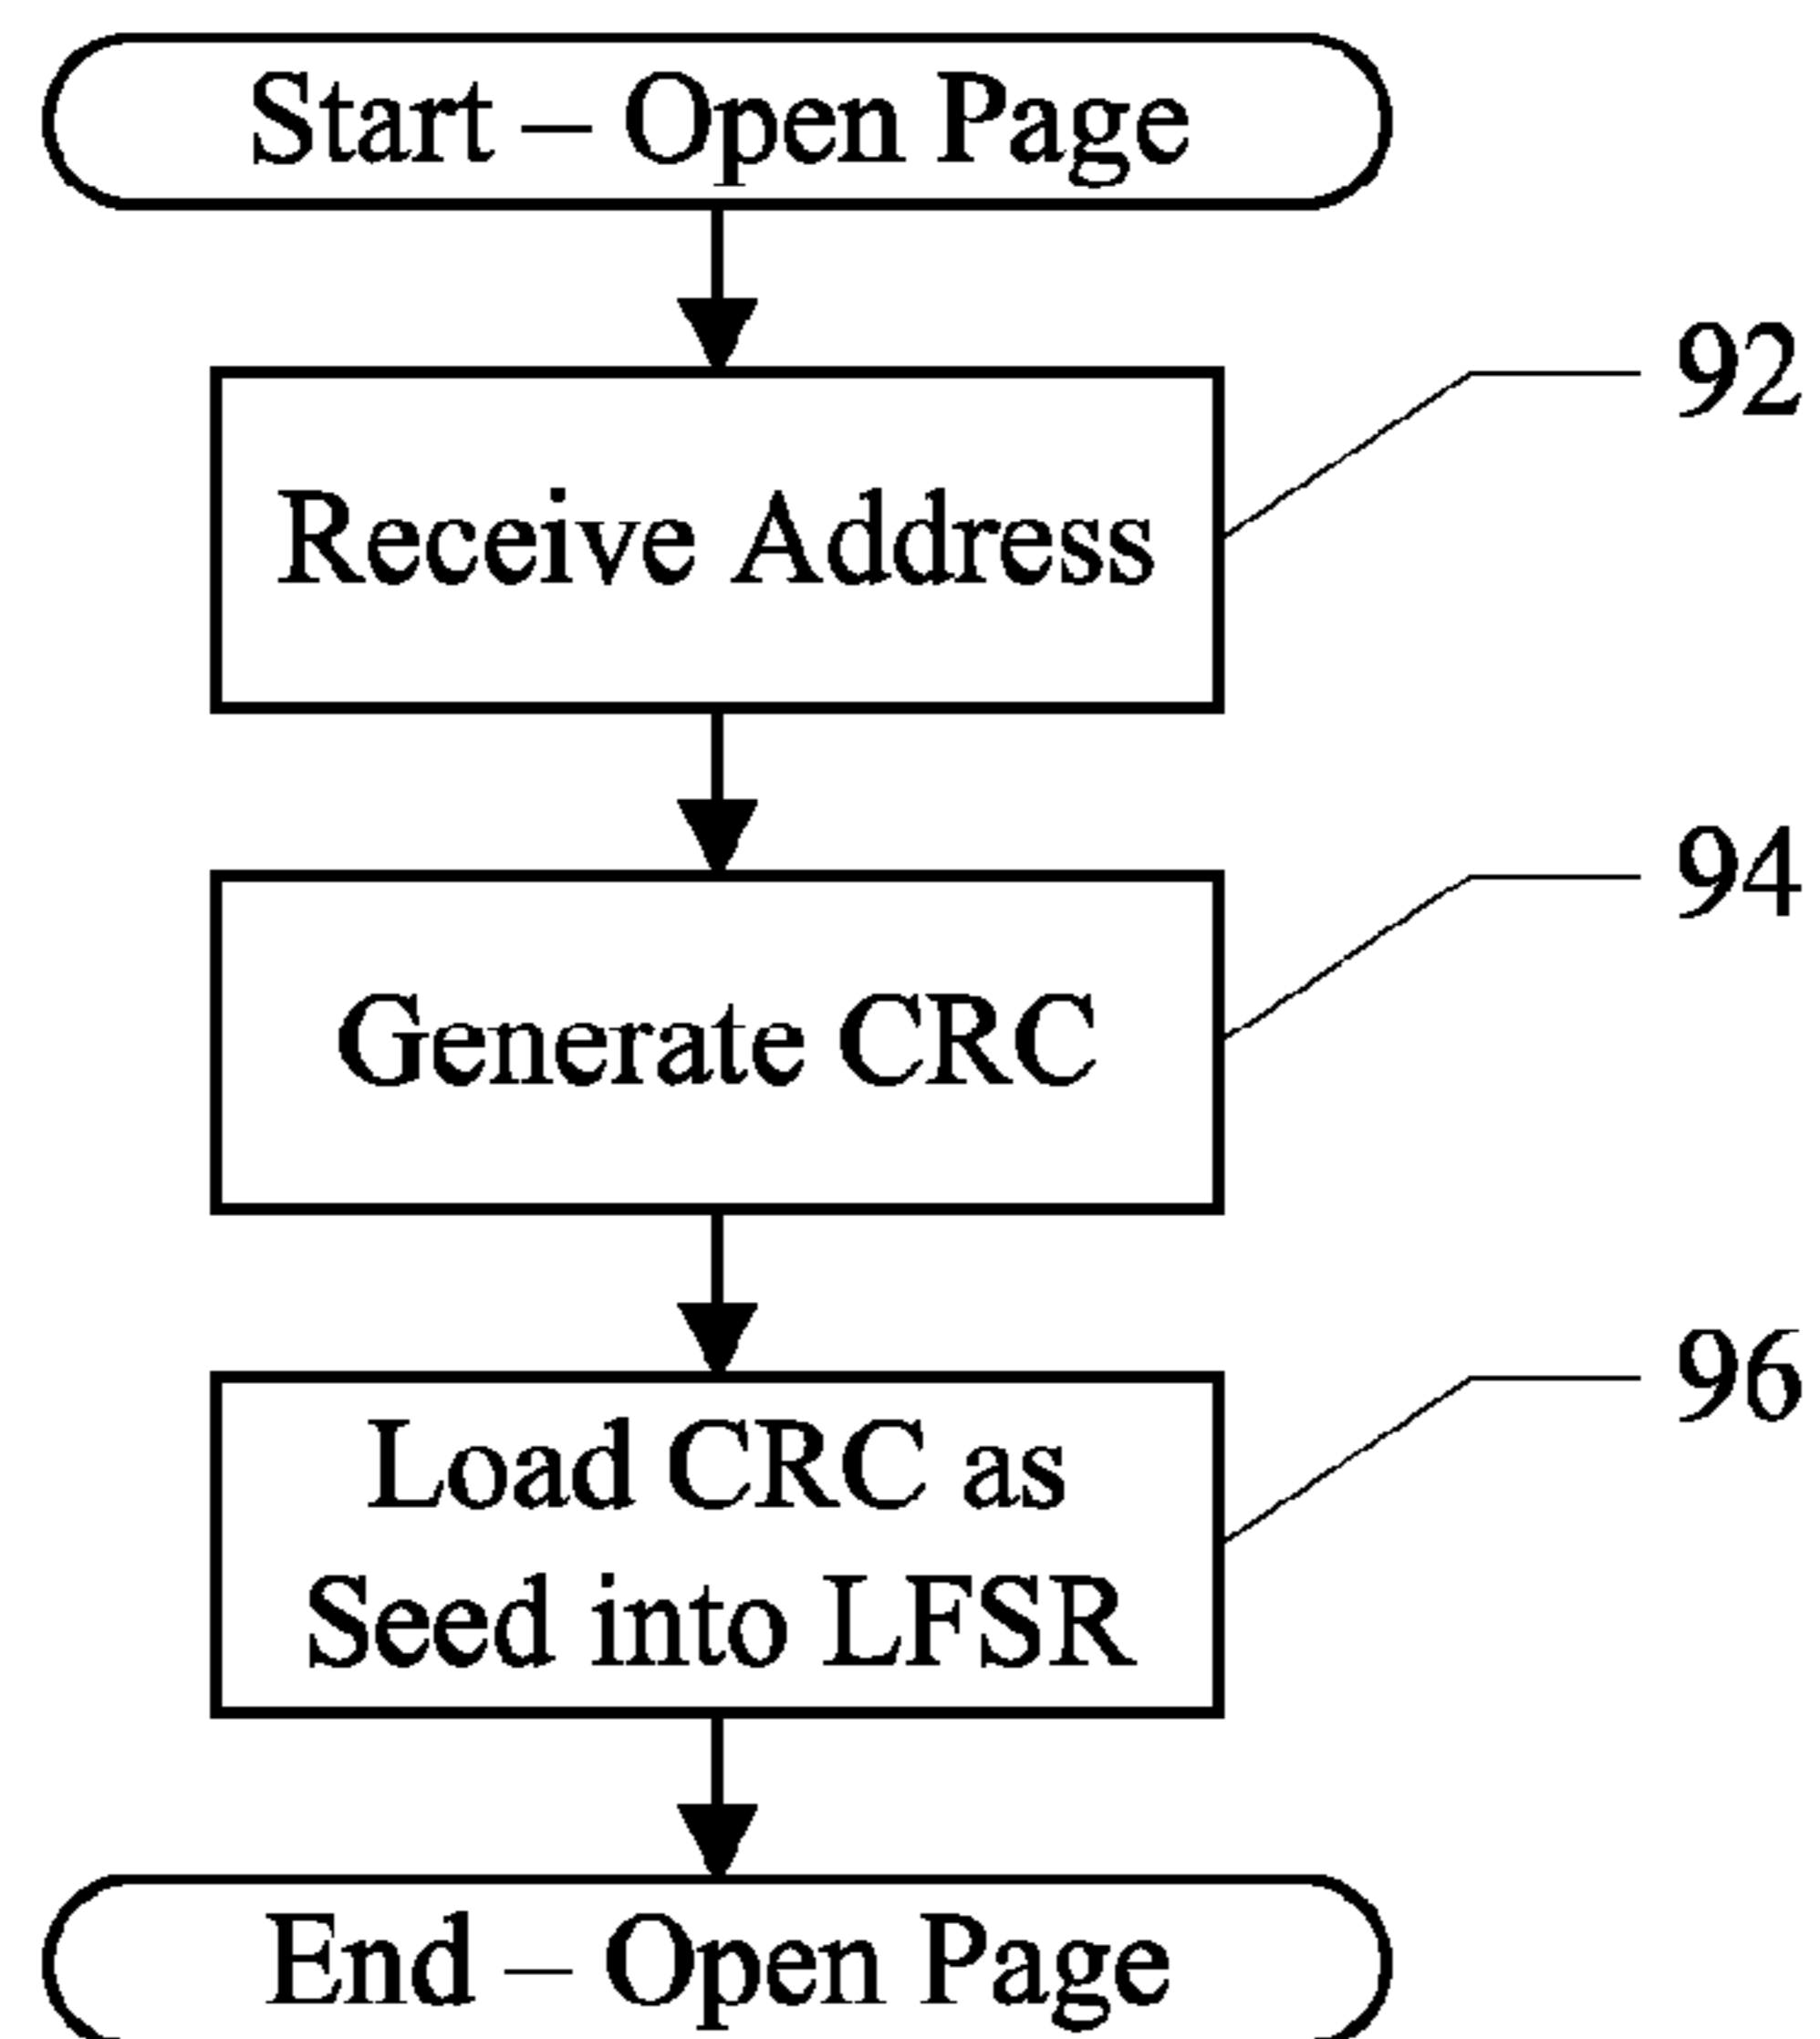 Start – Open Page
92
Receive Address
94
Generate CRC
96
Load CRC as
Seed into LFSR
End – Open Page